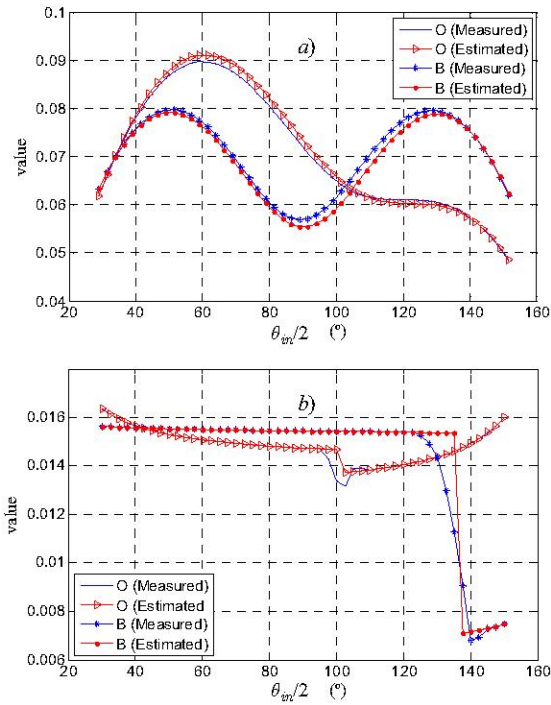 0.1
0.09
0.08
0.07
0.06
0.05
0.04
value
a)
O (Measured)
O (Estimated)
B (Measured)
B (Estimated)
20 40 60 80 100 120 140 160
θin/2 (°)
b)
0.016
0.014
0.012
0.01
0.008
0.006
value
O (Measured)
O (Estimated
B (Measured)
B (Estimated)
20 40 60 80 100 120 140 160
θin/2 (°)